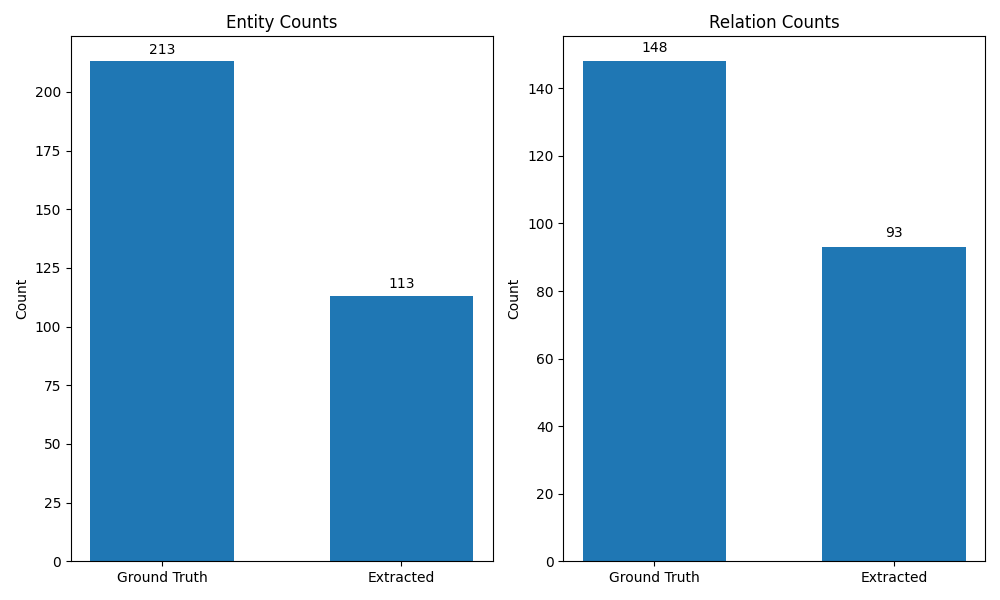 Entity Counts
Count
200
175
150
125
100
75
50
25
0
213
113
Ground Truth
Extracted
Relation Counts
Count
140
120
100
80
60
40
20
0
148
93
Ground Truth
Extracted